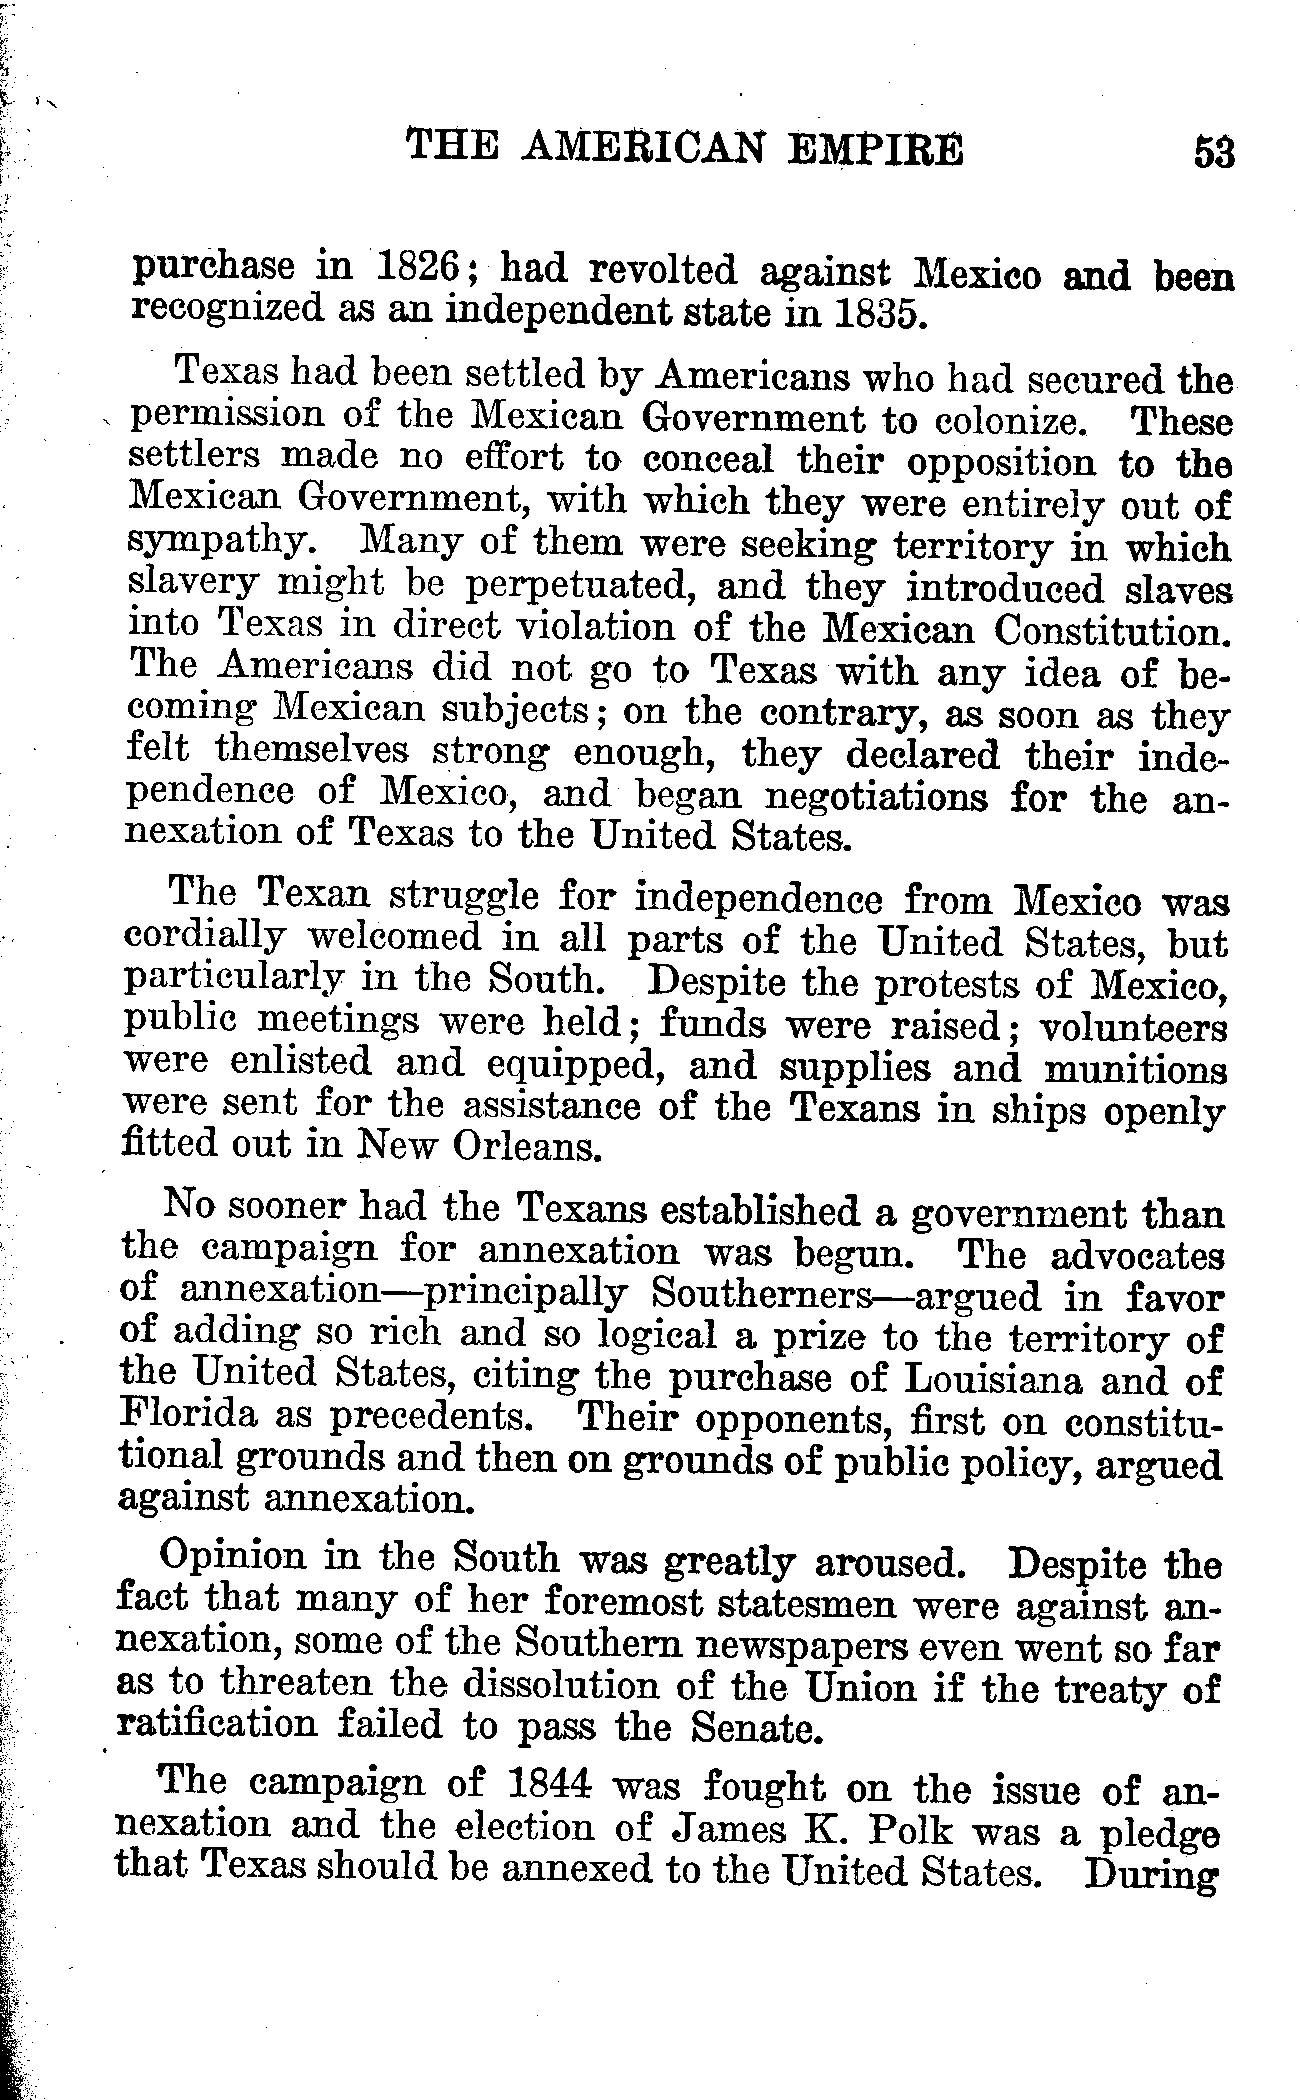 THE AMERICAN EMPIRE 53
purchase in 1826; had revolted against Mexico and been
recognized as an independent state in 1835.
Texas had been settled by Americans who had secured the
permission of the Mexican Government to colonize. These
settlers made no effort to conceal their opposition to the
Mexican Government, with which they were entirely out of
sympathy. Many of them were seeking territory in which
slavery might be perpetuated, and they introduced slaves
into Texas in direct violation of the Mexican Constitution.
The Americans did not go to Texas with any idea of be-
coming Mexican subjects; on the contrary, as soon as they
felt themselves strong enough, they declared their inde-
pendence of Mexico, and began negotiations for the an-
nexation of Texas to the United States.
The Texan struggle for independence from Mexico was
cordially welcomed in all parts of the United States, but
particularly in the South. Despite the protests of Mexico,
public meetings were held; funds were raised; volunteers
were enlisted and equipped, and supplies and munitions
were sent for the assistance of the Texans in ships openly
fitted out in New Orleans.
No sooner had the Texans established a government than
the campaign for annexation was begun. The advocates
of annexation—principally Southerners—argued in favor
of adding so rich and so logical a prize to the territory of
the United States, citing the purchase of Louisiana and of
Florida as precedents. Their opponents, first on constitu-
tional grounds and then on grounds of public policy, argued
against annexation.
Opinion in the South was greatly aroused. Despite the
fact that many of her foremost statesmen were against an-
nexation, some of the Southern newspapers even went so far
as to threaten the dissolution of the Union if the treaty of
ratification failed to pass the Senate.
The campaign of 1844 was fought on the issue of an-
nexation and the election of James K. Polk was a pledge
that Texas should be annexed to the United States. During